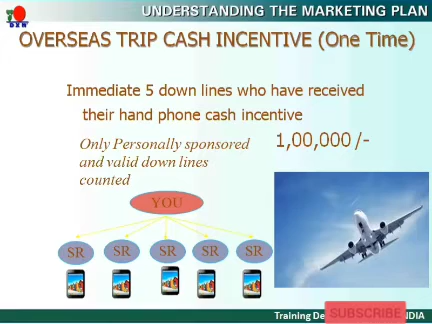 UNDERSTANDING THE MARKETING PLAN
DXN
OVERSEAS TRIP CASH INCENTIVE (One Time)
Immediate 5 down lines who have received
their hand phone cash incentive
Only Personally sponsored
and valid down lines
counted
1,00,000 /-
YOU
SR SR SR SR SR
Training
SUBSCRIBE